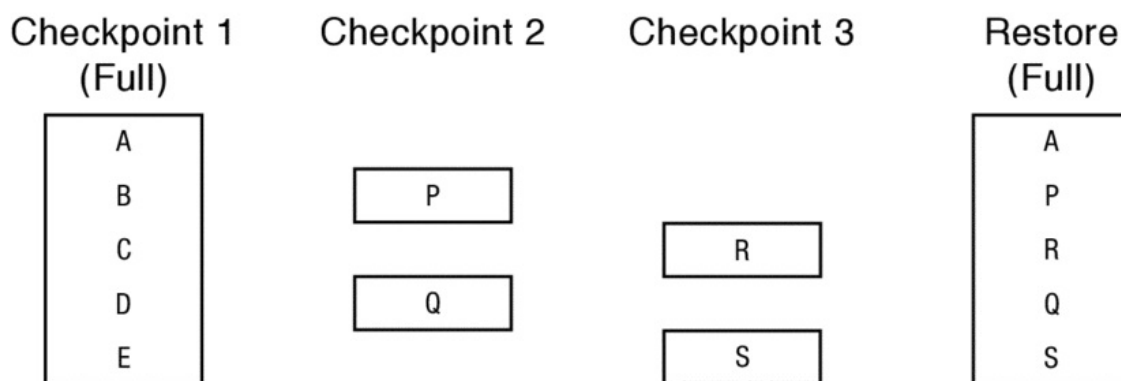 Checkpoint 1 Checkpoint 2 Checkpoint 3 Restore
(Full) (Full)
A A
B P P
C R R
D Q Q
E S S